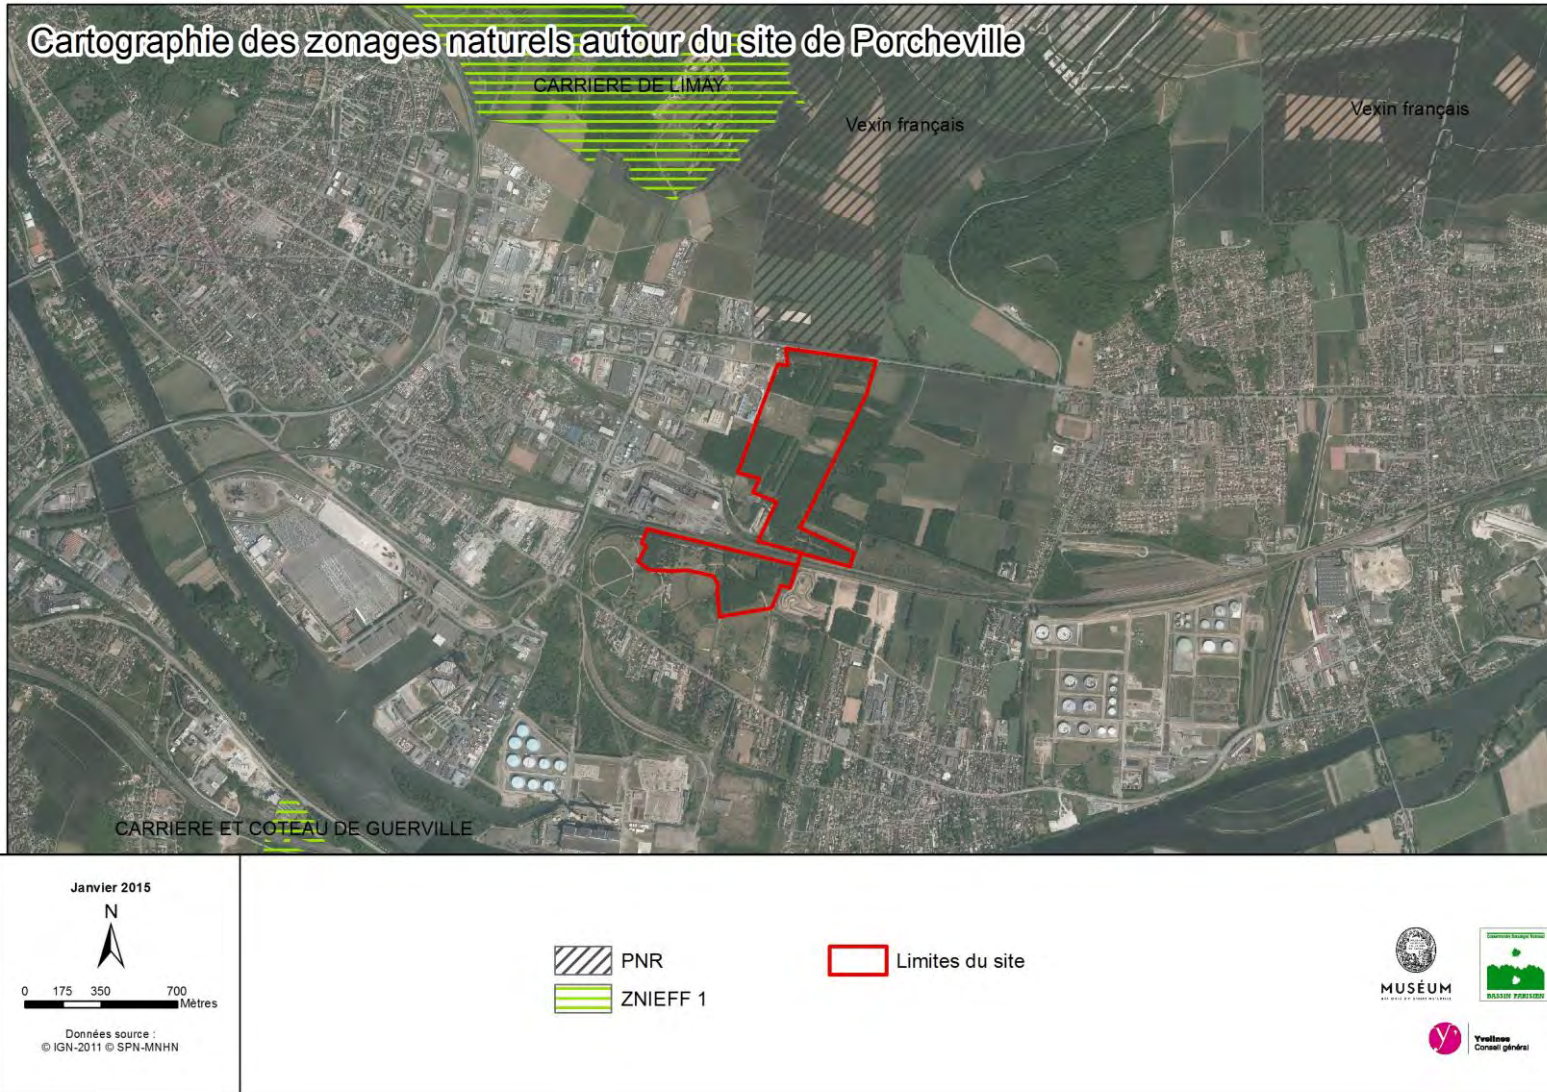 Cartographie des zonages naturels autour du site de Porcheville
CARRIERE DE LIMAY
Vexin français
Vexin français
CARRIERE ET COTEAU DE GUERVILLE
Janvier 2015
N
0 175 350 700
Mètres
Données source :
© IGN-2011 © SPN-MNHN
PNR
ZNIEFF 1
Limites du site
MUSÉUM
BASSIN PARISIEN
Yvelines
Conseil général